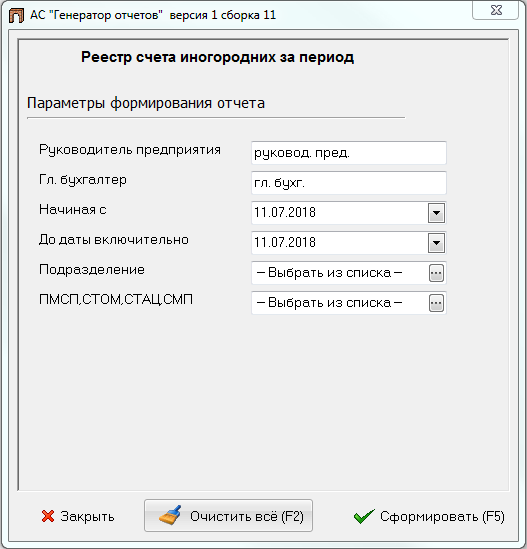 АС "Генератор отчетов" версия 1 сборка 11
Реестр счета иногородних за период
Параметры формирования отчета
Руководитель предприятия руковод. пред.
Гл. бухгалтер гл. бухг.
Начиная с 11.07.2018
До даты включительно 11.07.2018
Подразделение – Выбрать из списка – ...
ПМСП,СТОМ,СТАЦ,СМП – Выбрать из списка – ...
Закрыть Очистить всё (F2) Сформировать (F5)